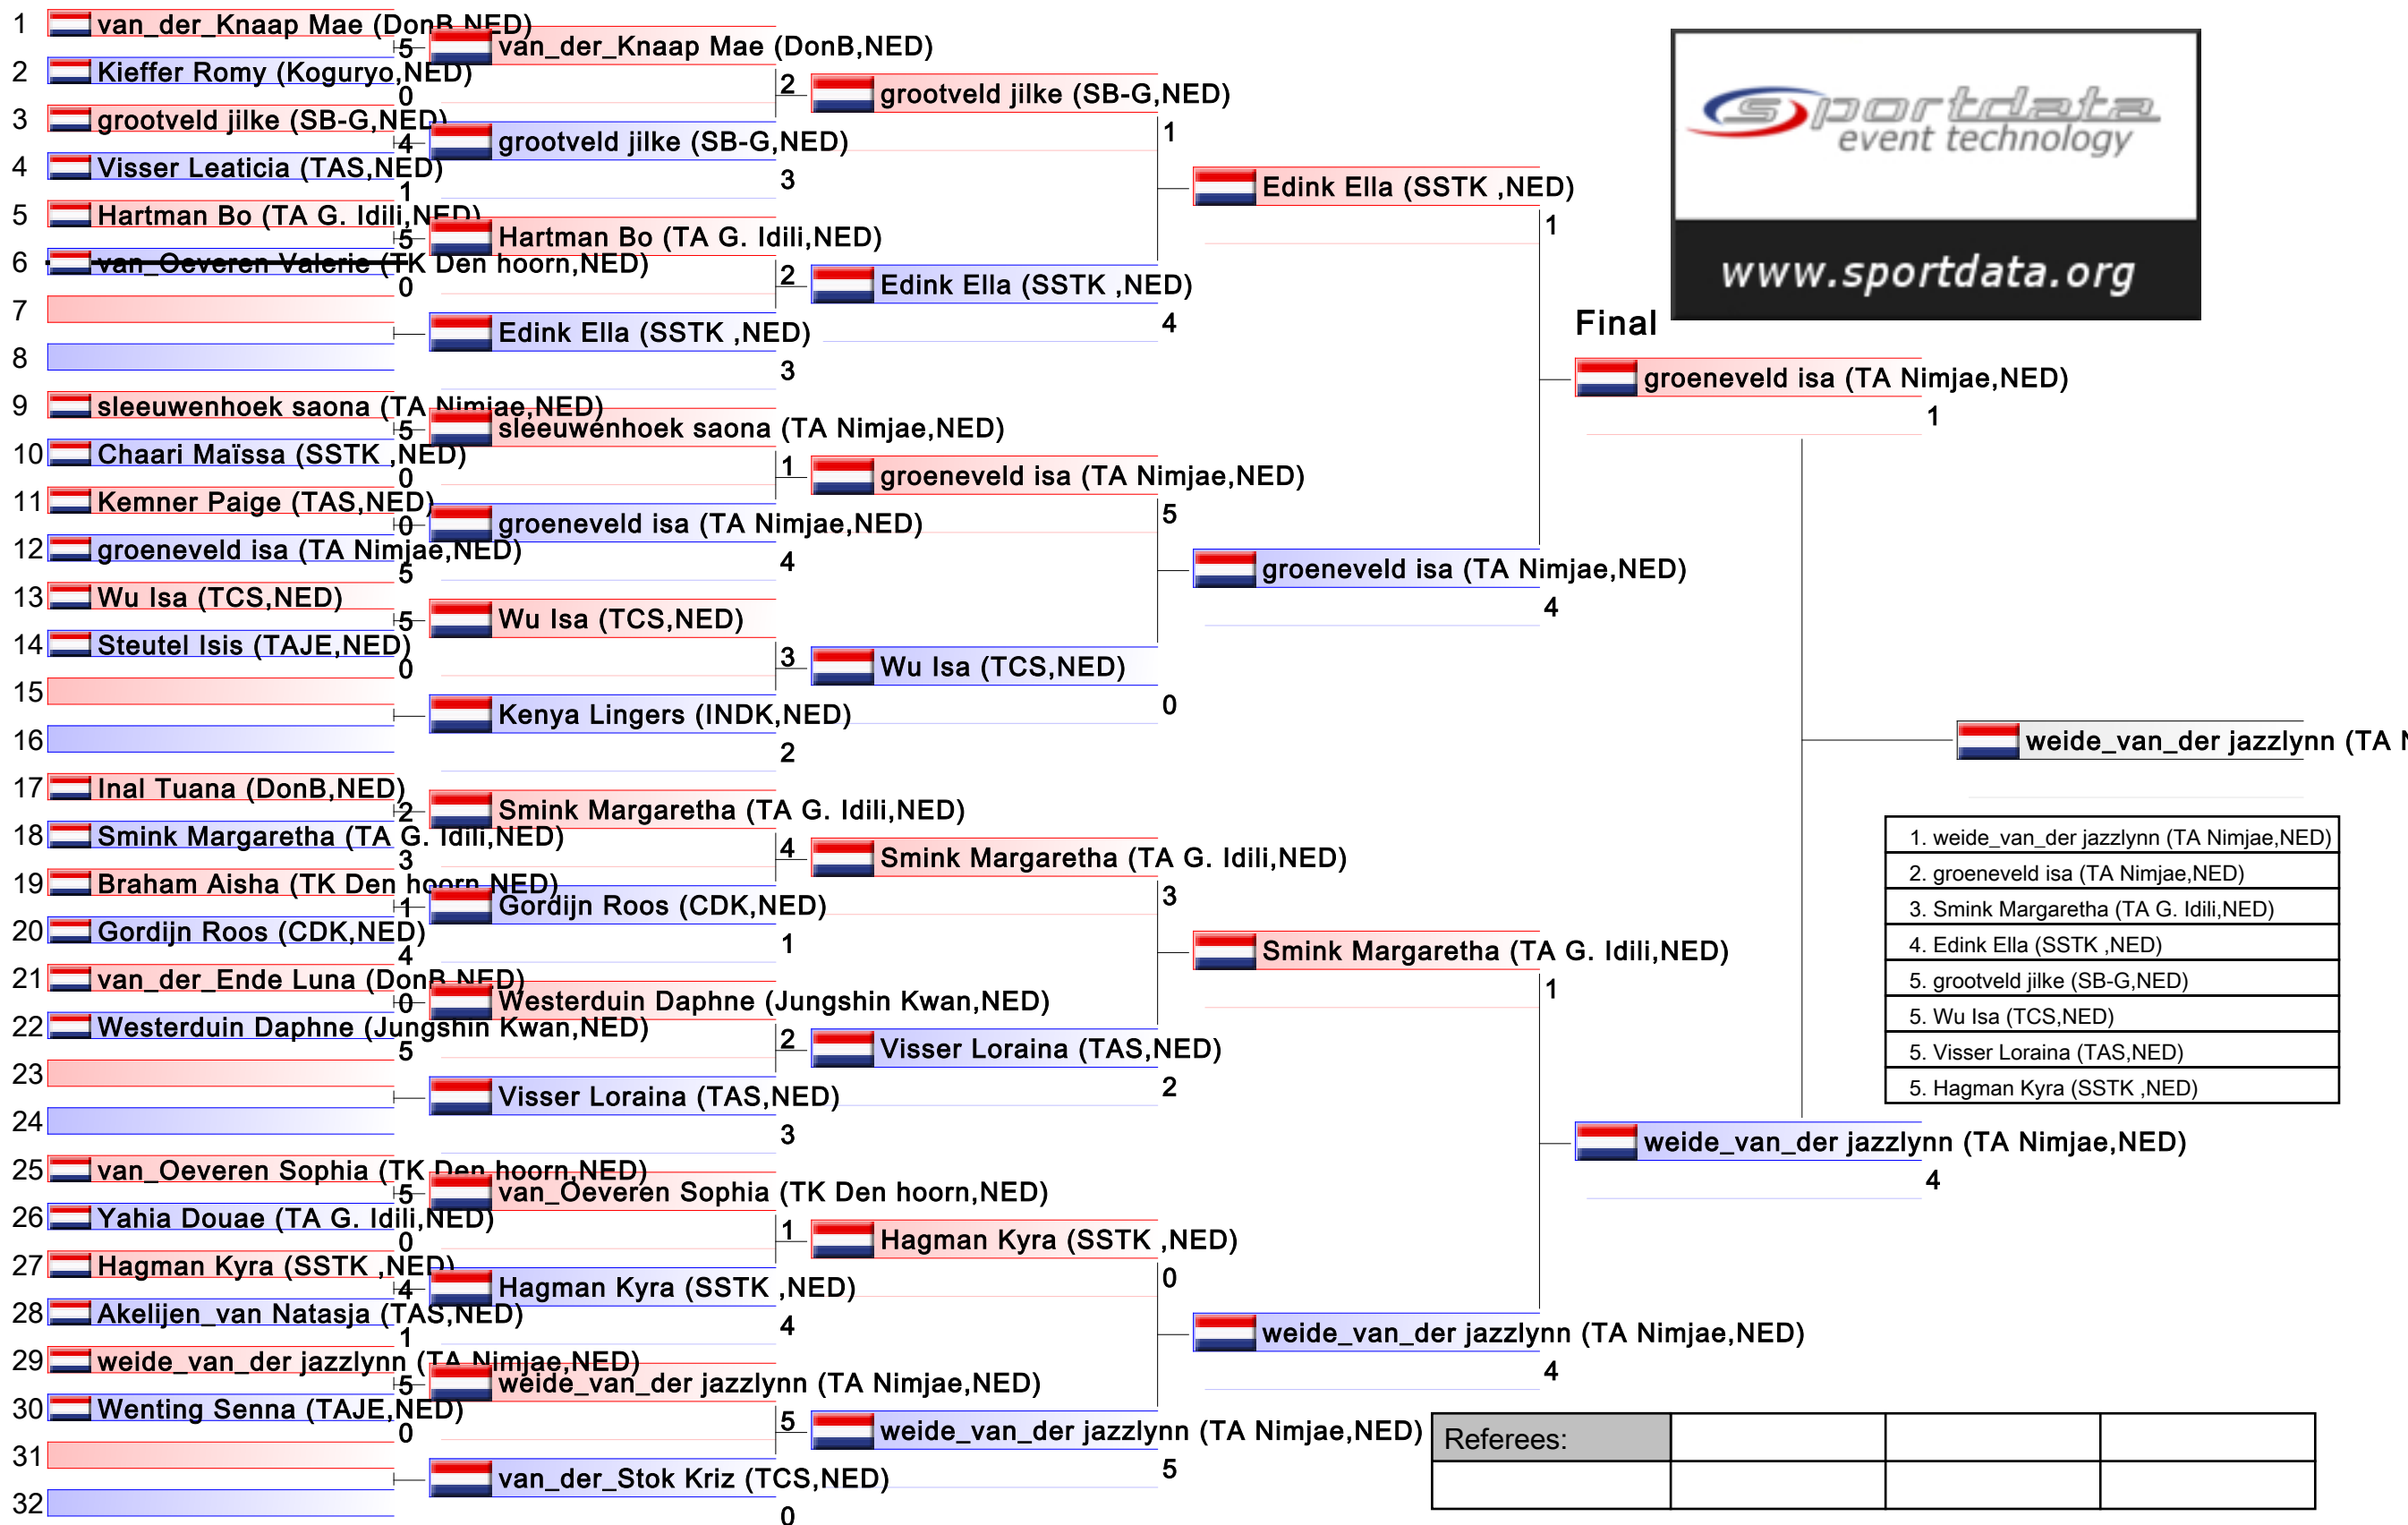 1 van_der_Knaap Mae (DonB,NED)
5
2 Kieffer Romy (Koguryo,NED)
0
3 grootveld jilke (SB-G,NED)
4
4 Visser Leaticia (TAS,NED)
1
5 Hartman Bo (TA G. Idili,NED)
5
6 van_Oeveren Valerie (TK Den hoorn,NED)
0
7
8
9 sleeuwenhoek saona (TA Nimjae,NED)
5
10 Chaari Maïssa (SSTK ,NED)
0
11 Kemner Paige (TAS,NED)
0
12 groeneveld isa (TA Nimjae,NED)
5
13 Wu Isa (TCS,NED)
5
14 Steutel Isis (TAJE,NED)
0
15
16
17 Inal Tuana (DonB,NED)
2
18 Smink Margaretha (TA G. Idili,NED)
3
19 Braham Aisha (TK Den hoorn,NED)
1
20 Gordijn Roos (CDK,NED)
4
21 van_der_Ende Luna (DonB,NED)
0
22 Westerduin Daphne (Jungshin Kwan,NED)
5
23
24
25 van_Oeveren Sophia (TK Den hoorn,NED)
5
26 Yahia Douae (TA G. Idili,NED)
0
27 Hagman Kyra (SSTK ,NED)
4
28 Akelijen_van Natasja (TAS,NED)
1
29 weide_van_der jazzlynn (TA Nimjae,NED)
5
30 Wenting Senna (TAJE,NED)
0
31
32
van_der_Knaap Mae (DonB,NED)
2
grootveld jilke (SB-G,NED)
3
Hartman Bo (TA G. Idili,NED)
2
Edink Ella (SSTK ,NED)
3
sleeuwenhoek saona (TA Nimjae,NED)
1
groeneveld isa (TA Nimjae,NED)
4
Wu Isa (TCS,NED)
3
Kenya Lingers (INDK,NED)
2
Smink Margaretha (TA G. Idili,NED)
4
Gordijn Roos (CDK,NED)
1
Westerduin Daphne (Jungshin Kwan,NED)
2
Visser Loraina (TAS,NED)
3
van_Oeveren Sophia (TK Den hoorn,NED)
1
Hagman Kyra (SSTK ,NED)
4
weide_van_der jazzlynn (TA Nimjae,NED)
5
van_der_Stok Kriz (TCS,NED)
0
grootveld jilke (SB-G,NED)
1
Edink Ella (SSTK ,NED)
4
groeneveld isa (TA Nimjae,NED)
5
Wu Isa (TCS,NED)
0
Smink Margaretha (TA G. Idili,NED)
3
Visser Loraina (TAS,NED)
2
Hagman Kyra (SSTK ,NED)
0
weide_van_der jazzlynn (TA Nimjae,NED)
5
Edink Ella (SSTK ,NED)
1
groeneveld isa (TA Nimjae,NED)
4
Smink Margaretha (TA G. Idili,NED)
1
weide_van_der jazzlynn (TA Nimjae,NED)
4
Final
groeneveld isa (TA Nimjae,NED)
1
weide_van_der jazzlynn (TA Nimjae,NED)
4
sportdata
event technology
www.sportdata.org
weide_van_der jazzlynn (TA N
1. weide_van_der jazzlynn (TA Nimjae,NED)
2. groeneveld isa (TA Nimjae,NED)
3. Smink Margaretha (TA G. Idili,NED)
4. Edink Ella (SSTK ,NED)
5. grootveld jilke (SB-G,NED)
5. Wu Isa (TCS,NED)
5. Visser Loraina (TAS,NED)
5. Hagman Kyra (SSTK ,NED)
Referees: